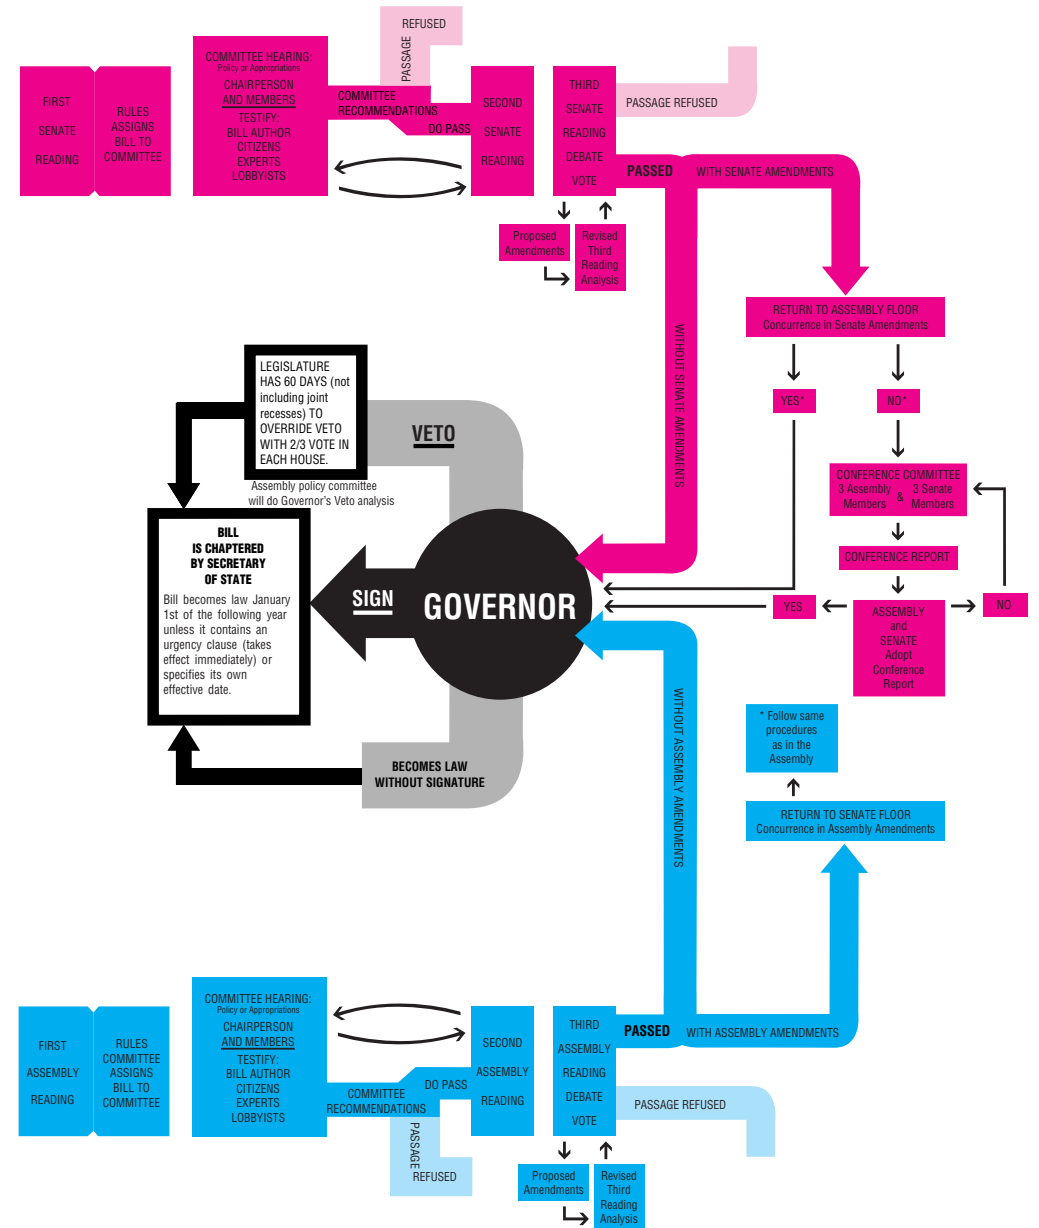 REFUSED
PASSAGE
COMMITTEE HEARING:
Policy or Appropriations
CHAIRPERSON
AND MEMBERS
TESTIFY:
BILL AUTHOR
CITIZENS
EXPERTS
LOBBYISTS
FIRST
SENATE
READING
RULES
ASSIGNS
BILL TO
COMMITTEE
COMMITTEE
RECOMMENDATIONS
DO PASS
SECOND
SENATE
READING
THIRD
SENATE
READING
DEBATE
VOTE
PASSAGE REFUSED
PASSED
WITH SENATE AMENDMENTS
Proposed
Amendments
Revised
Third
Reading
Analysis
WITHOUT SENATE AMENDMENTS
RETURN TO ASSEMBLY FLOOR
Concurrence in Senate Amendments
YES*
NO*
CONFERENCE COMMITTEE
3 Assembly
Members
&
3 Senate
Members
CONFERENCE REPORT
ASSEMBLY
and
SENATE
Adopt
Conference
Report
YES
NO
LEGISLATURE
HAS 60 DAYS (not
including joint
recesses) TO
OVERRIDE VETO
WITH 2/3 VOTE IN
EACH HOUSE.
VETO
Assembly policy committee
will do Governor's Veto analysis
BILL
IS CHAPTERED
BY SECRETARY
OF STATE
Bill becomes law January
1st of the following year
unless it contains an
urgency clause (takes
effect immediately) or
specifies its own
effective date.
SIGN
GOVERNOR
BECOMES LAW
WITHOUT SIGNATURE
* Follow same
procedures
as in the
Assembly
RETURN TO SENATE FLOOR
Concurrence in Assembly Amendments
WITHOUT ASSEMBLY AMENDMENTS
FIRST
ASSEMBLY
READING
RULES
COMMITTEE
ASSIGNS
BILL TO
COMMITTEE
COMMITTEE HEARING:
Policy or Appropriations
CHAIRPERSON
AND MEMBERS
TESTIFY:
BILL AUTHOR
CITIZENS
EXPERTS
LOBBYISTS
COMMITTEE
RECOMMENDATIONS
DO PASS
PASSAGE
REFUSED
SECOND
ASSEMBLY
READING
THIRD
ASSEMBLY
READING
DEBATE
VOTE
PASSED
WITH ASSEMBLY AMENDMENTS
PASSAGE REFUSED
Proposed
Amendments
Revised
Third
Reading
Analysis